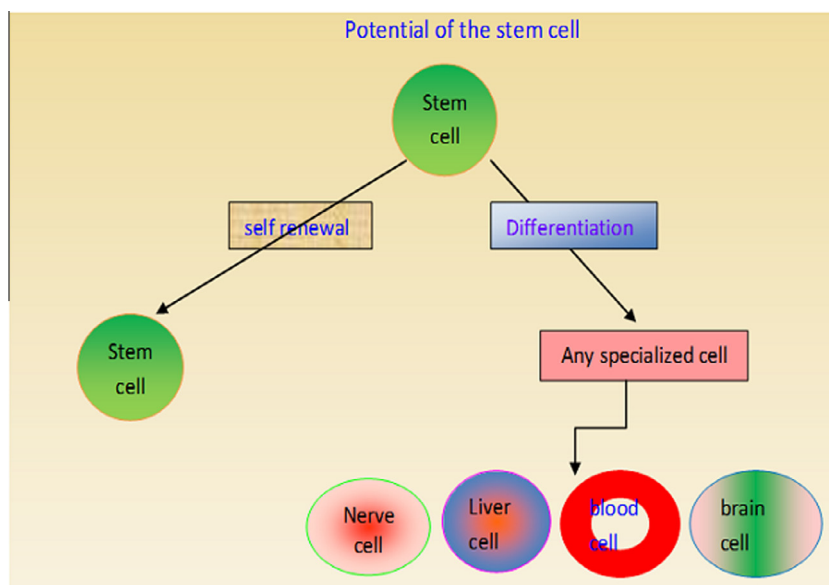 Potential of the stem cell
Stem
cell
self renewal
Differentiation
Stem
cell
Any specialized cell
Nerve
cell
Liver
cell
blood
cell
brain
cell